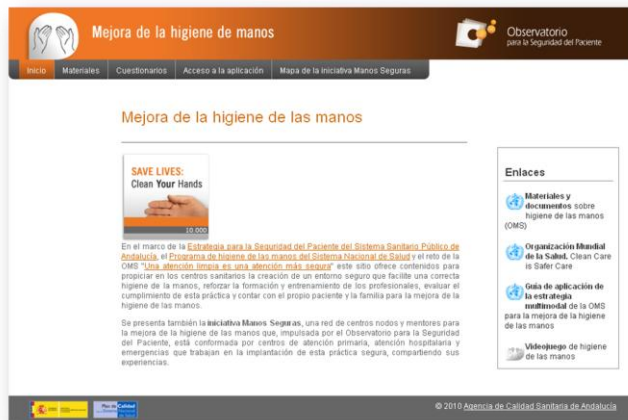 Mejora de la higiene de manos
Observatorio
para la Seguridad del Paciente
Inicio Materiales Cuestionarios Acceso a la aplicación Mapa de la Iniciativa Manos Seguras
Mejora de la higiene de las manos
SAVE LIVES:
Clean Your Hands
10.000
En el marco de la Estrategia para la Seguridad del Paciente del Sistema Sanitario Público de
Andalucía, el Programa de higiene de las manos del Sistema Nacional de Salud y el reto de la
OMS "Una atención limpia es una atención más segura" este sitio ofrece contenidos para
propiciar en los centros sanitarios la creación de un entorno seguro que facilite una correcta
higiene de la manos, reforzar la formación y entrenamiento de los profesionales, evaluar el
cumplimiento de esta práctica y contar con el propio paciente y la familia para la mejora de la
higiene de las manos.
Se presenta también la iniciativa Manos Seguras, una red de centros nodos y mentores para
la mejora de la higiene de las manos que, impulsada por el Observatorio para la Seguridad
del Paciente, está conformada por centros de atención primaria, atención hospitalaria y
emergencias que trabajan en la implantación de esta práctica segura, compartiendo sus
experiencias.
Enlaces
Materiales y
documentos sobre
higiene de las manos
(OMS)
Organización Mundial
de la Salud. Clean Care
is Safer Care
Guía de aplicación de
la estrategia
multimodal de la OMS
para la mejora de la higiene
de las manos
Videojuego de higiene
de las manos
Plan de Calidad
© 2010 Agencia de Calidad Sanitaria de Andalucía